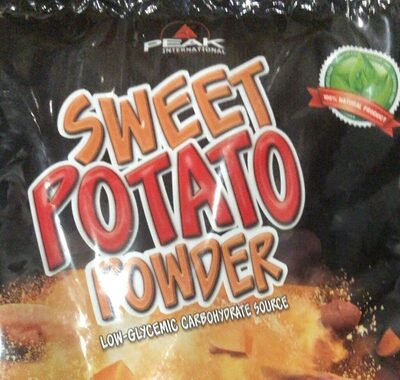 PEAK
INTERNATIONAL
100% NATURAL PRODUCT
SWEET
POTATO
POWDER
LOW-GLYCEMIC CARBOHYDRATE SOURCE